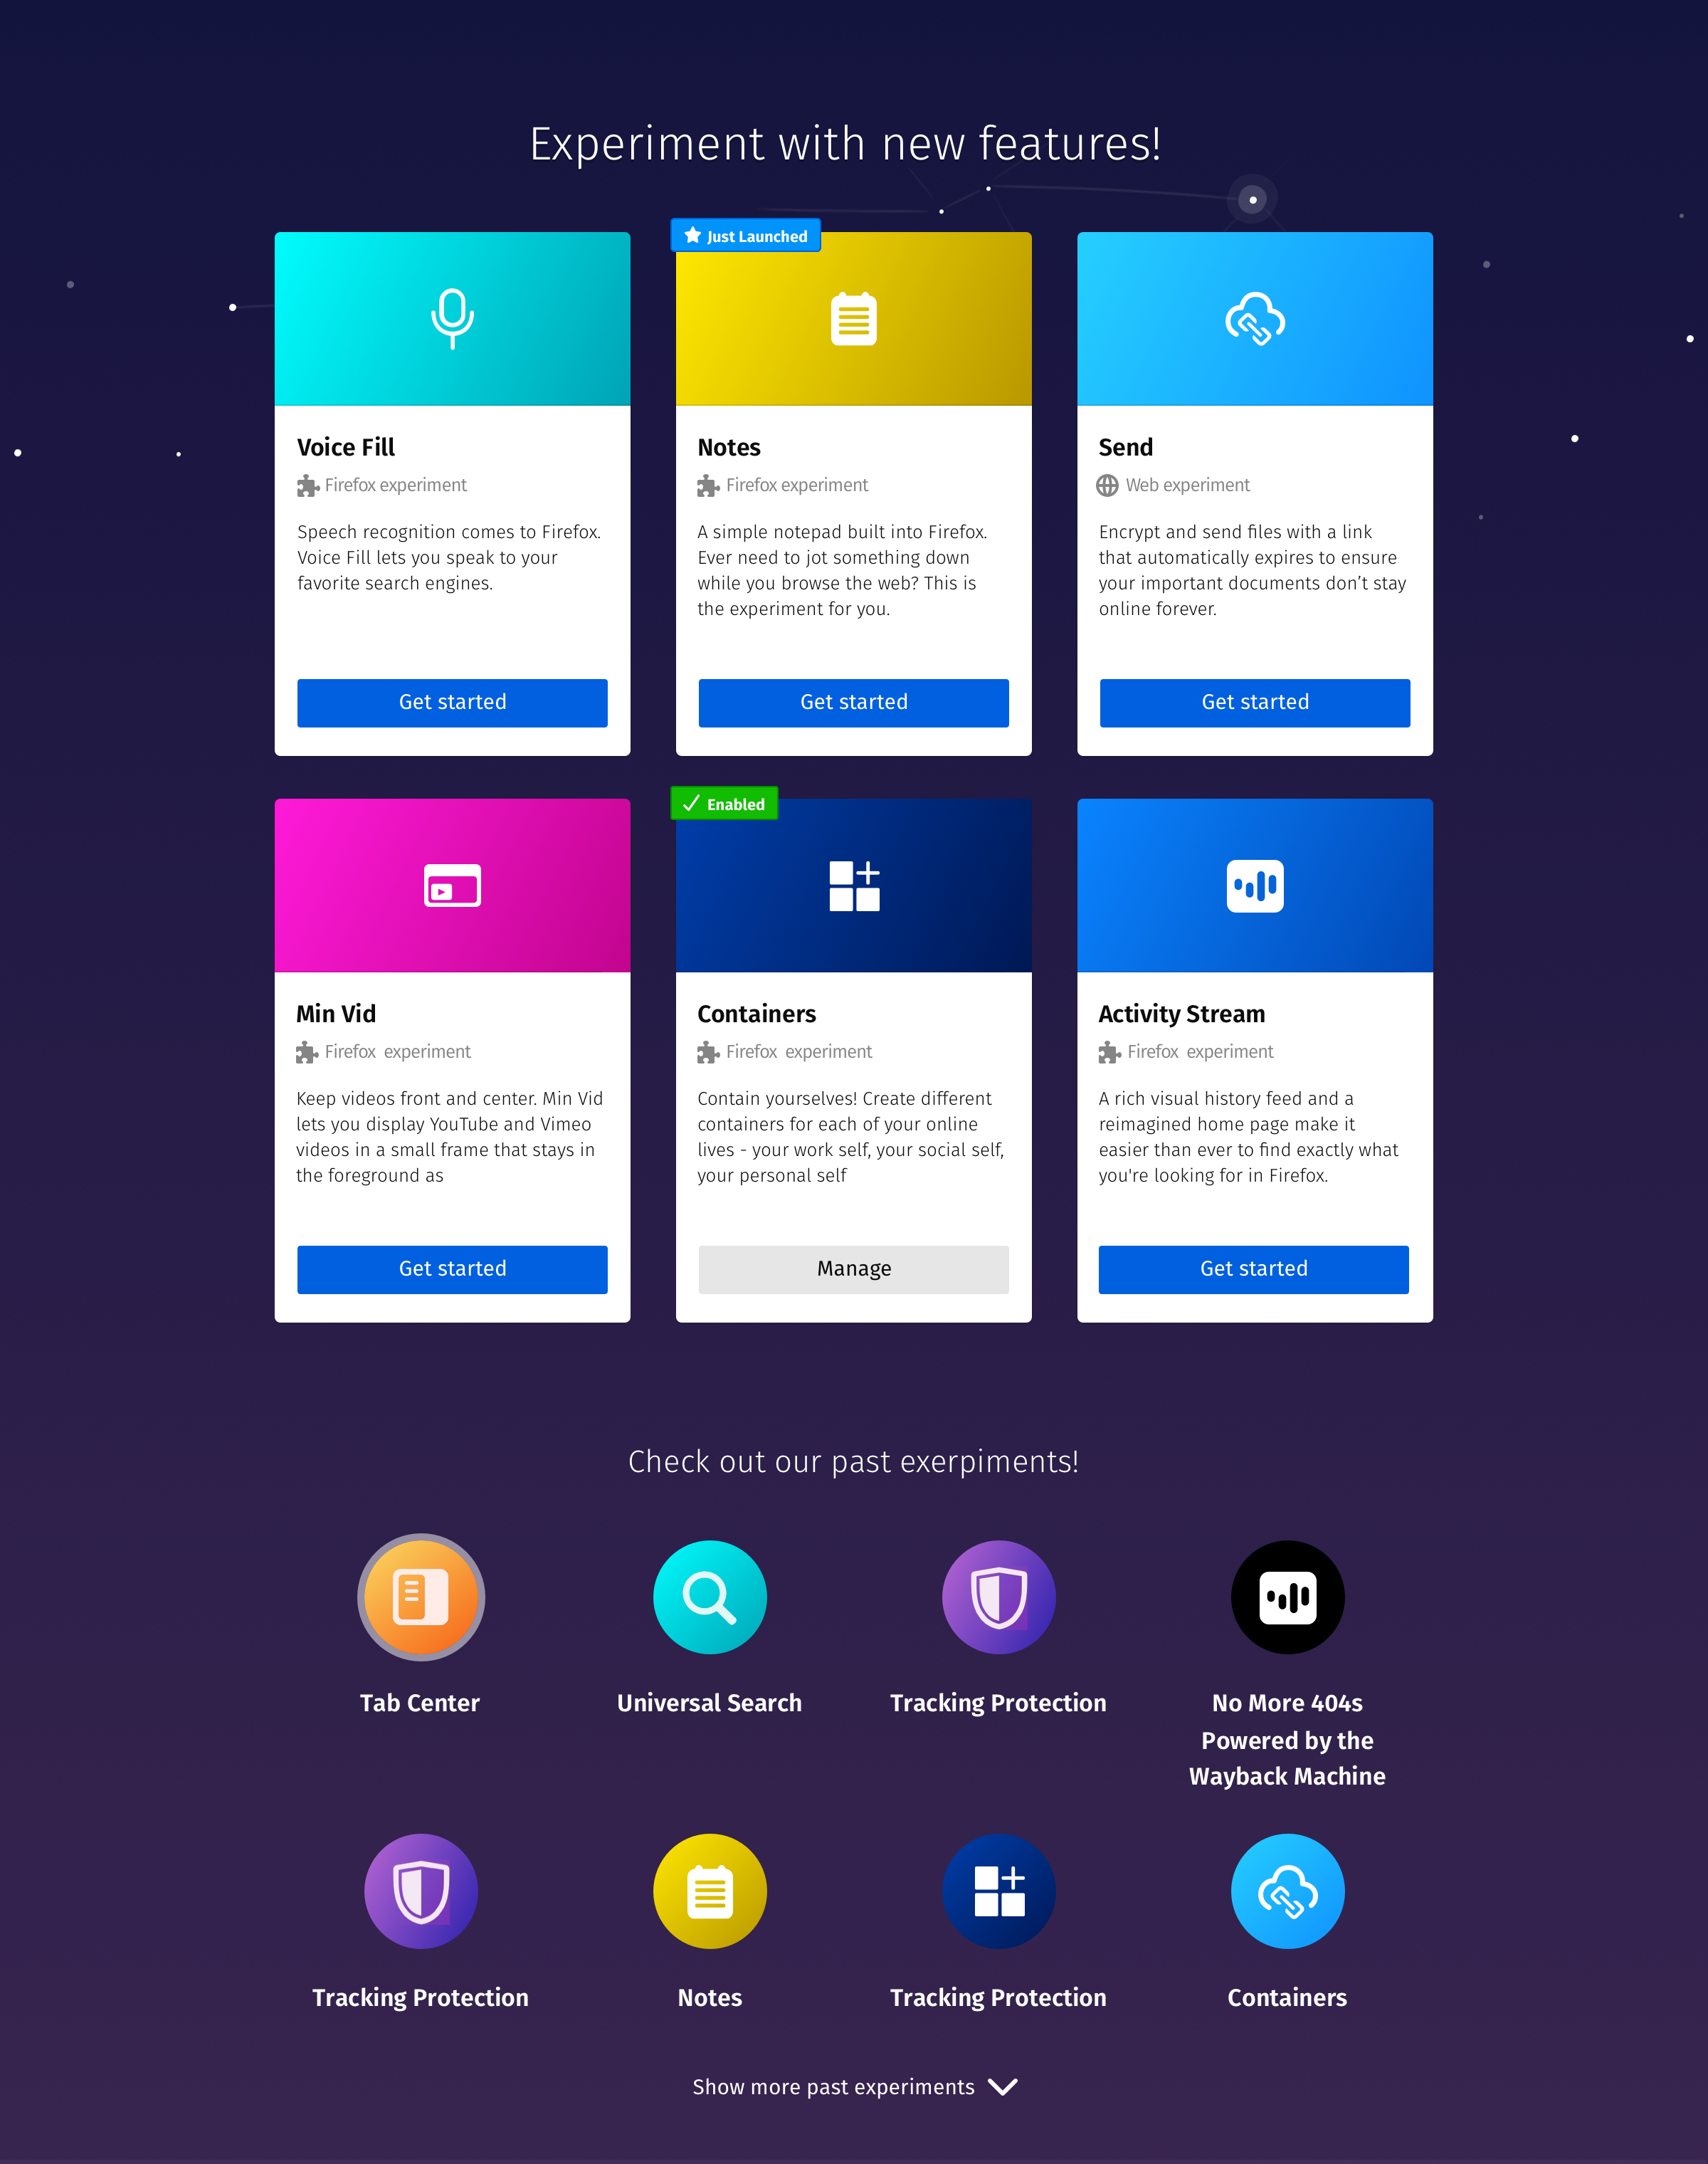 Experiment with new features!
Just Launched
Voice Fill
Firefox experiment
Speech recognition comes to Firefox.
Voice Fill lets you speak to your
favorite search engines.
Get started
Notes
Firefox experiment
A simple notepad built into Firefox.
Ever need to jot something down
while you browse the web? This is
the experiment for you.
Get started
Send
Web experiment
Encrypt and send files with a link
that automatically expires to ensure
your important documents don’t stay
online forever.
Get started
Min Vid
Firefox experiment
Keep videos front and center. Min Vid
lets you display YouTube and Vimeo
videos in a small frame that stays in
the foreground as
Get started
Enabled
Containers
Firefox experiment
Contain yourselves! Create different
containers for each of your online
lives - your work self, your social self,
your personal self
Manage
Activity Stream
Firefox experiment
A rich visual history feed and a
reimagined home page make it
easier than ever to find exactly what
you're looking for in Firefox.
Get started
Check out our past exerpiments!
Tab Center
Universal Search
Tracking Protection
No More 404s
Powered by the
Wayback Machine
Tracking Protection
Notes
Tracking Protection
Containers
Show more past experiments